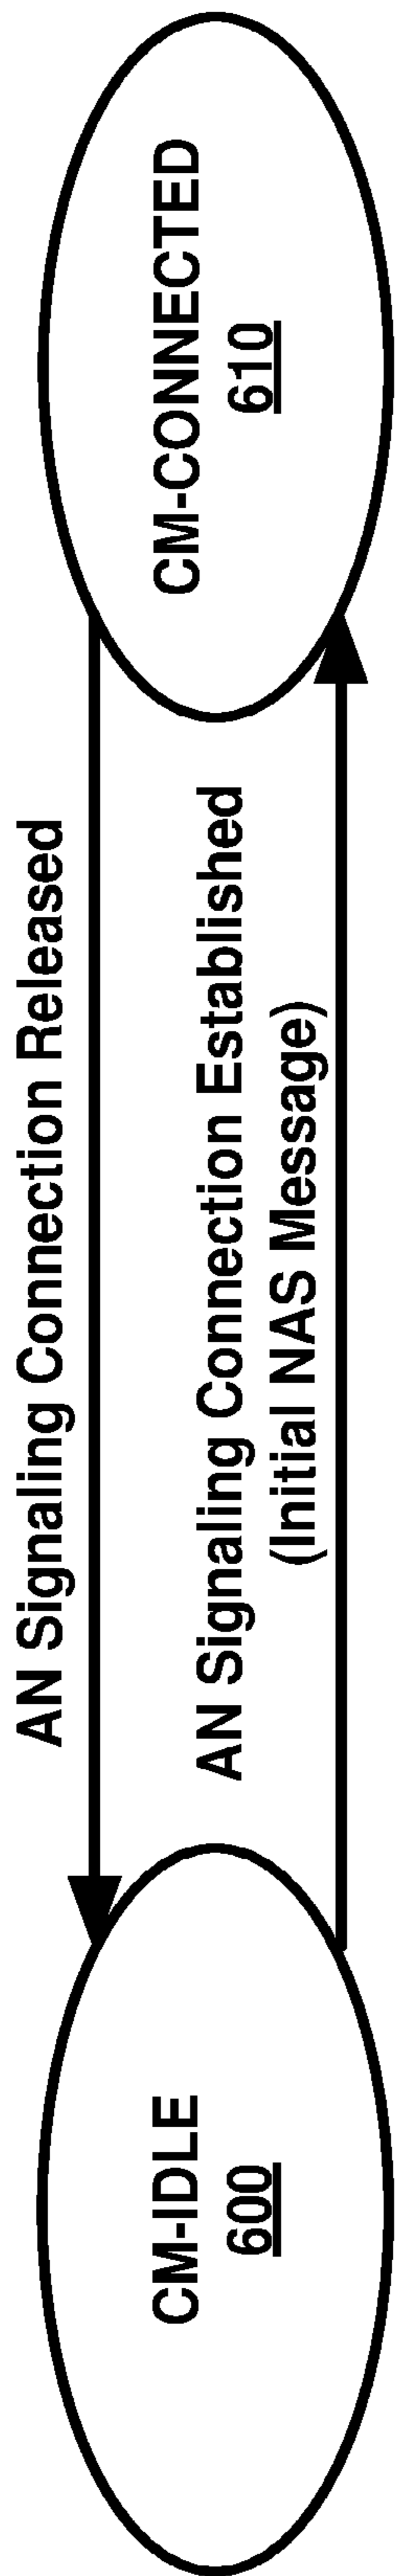 AN Signaling Connection Released
CM-IDLE
600
AN Signaling Connection Established
(Initial NAS Message)
CM-CONNECTED
610